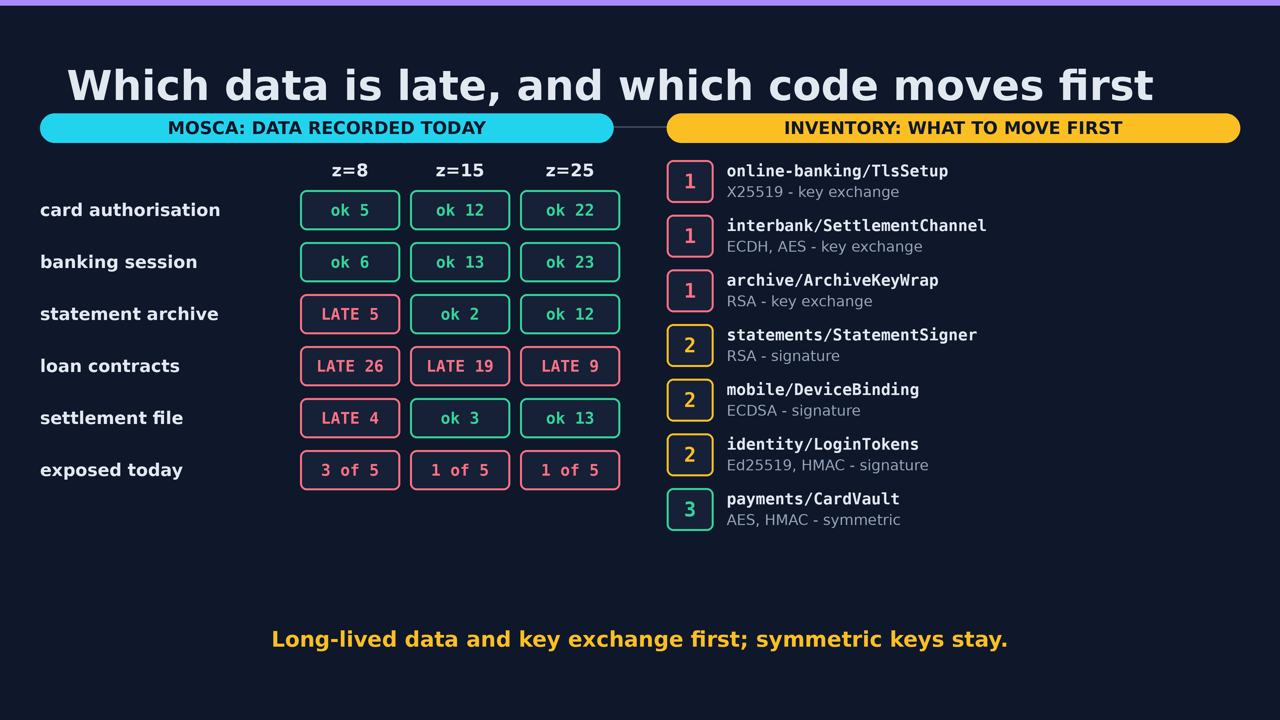 Which data is late, and which code moves first
MOSCA: DATA RECORDED TODAY
z=8 z=15 z=25
card authorisation ok 5 ok 12 ok 22
banking session ok 6 ok 13 ok 23
statement archive LATE 5 ok 2 ok 12
loan contracts LATE 26 LATE 19 LATE 9
settlement file LATE 4 ok 3 ok 13
exposed today 3 of 5 1 of 5 1 of 5
INVENTORY: WHAT TO MOVE FIRST
1 online-banking/TlsSetup
X25519 - key exchange
1 interbank/SettlementChannel
ECDH, AES - key exchange
1 archive/ArchiveKeyWrap
RSA - key exchange
2 statements/StatementSigner
RSA - signature
2 mobile/DeviceBinding
ECDSA - signature
2 identity/LoginTokens
Ed25519, HMAC - signature
3 payments/CardVault
AES, HMAC - symmetric
Long-lived data and key exchange first; symmetric keys stay.